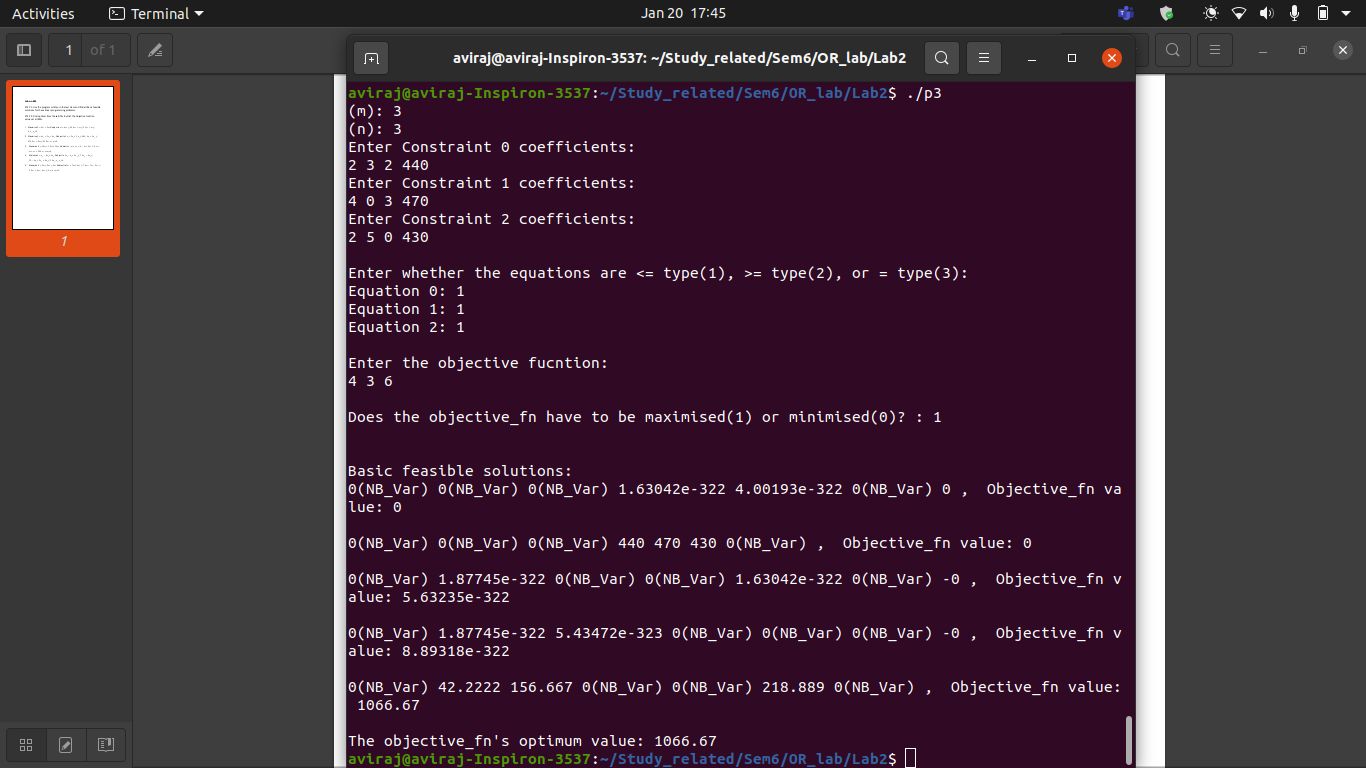 Activities Terminal Jan 20 17:45
1 of 1
aviraj@aviraj-Inspiron-3537: ~/Study_related/Sem6/OR_lab/Lab2
aviraj@aviraj-Inspiron-3537:~/Study_related/Sem6/OR_lab/Lab2$ ./p3
(m): 3
(n): 3
Enter Constraint 0 coefficients:
2 3 2 440
Enter Constraint 1 coefficients:
4 0 3 470
Enter Constraint 2 coefficients:
2 5 0 430
Enter whether the equations are <= type(1), >= type(2), or = type(3):
Equation 0: 1
Equation 1: 1
Equation 2: 1
Enter the objective fucntion:
4 3 6
Does the objective_fn have to be maximised(1) or minimised(0)? : 1
Basic feasible solutions:
0(NB_Var) 0(NB_Var) 0(NB_Var) 1.63042e-322 4.00193e-322 0(NB_Var) 0 ,  Objective_fn va
lue: 0
0(NB_Var) 0(NB_Var) 0(NB_Var) 440 470 430 0(NB_Var) ,  Objective_fn value: 0
0(NB_Var) 1.87745e-322 0(NB_Var) 0(NB_Var) 1.63042e-322 0(NB_Var) -0 ,  Objective_fn v
alue: 5.63235e-322
0(NB_Var) 1.87745e-322 5.43472e-323 0(NB_Var) 0(NB_Var) 0(NB_Var) -0 ,  Objective_fn v
alue: 8.89318e-322
0(NB_Var) 42.2222 156.667 0(NB_Var) 0(NB_Var) 218.889 0(NB_Var) ,  Objective_fn value:
1066.67
The objective_fn's optimum value: 1066.67
aviraj@aviraj-Inspiron-3537:~/Study_related/Sem6/OR_lab/Lab2$
1